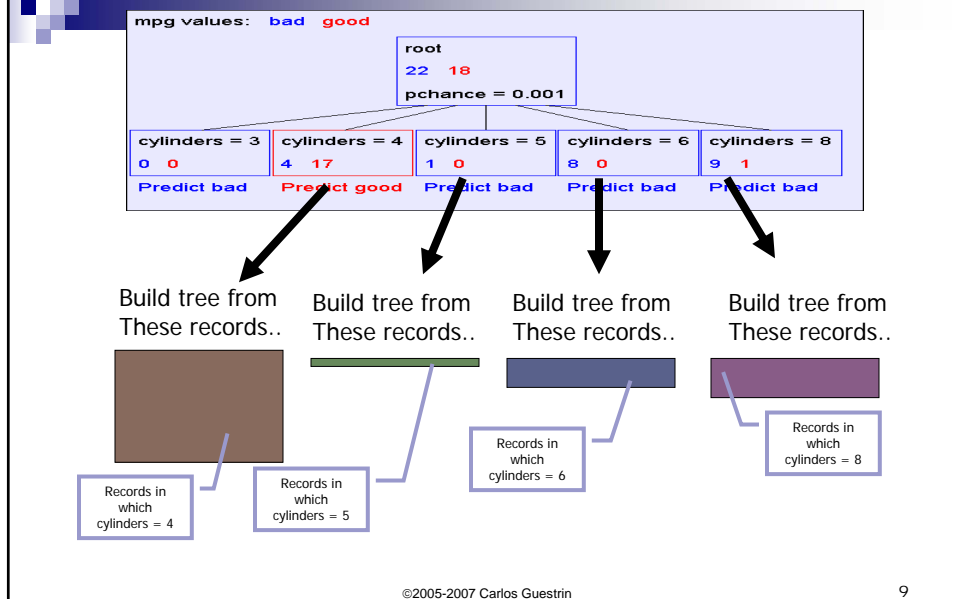 mpg values: bad good
root
22 18
pchance = 0.001
cylinders = 3
0 0
Predict bad
cylinders = 4
4 17
Predict good
cylinders = 5
1 0
Predict bad
cylinders = 6
8 0
Predict bad
cylinders = 8
9 1
Predict bad
Build tree from
These records..
Build tree from
These records..
Build tree from
These records..
Build tree from
These records..
Records in
which
cylinders = 4
Records in
which
cylinders = 5
Records in
which
cylinders = 6
Records in
which
cylinders = 8
©2005-2007 Carlos Guestrin
9